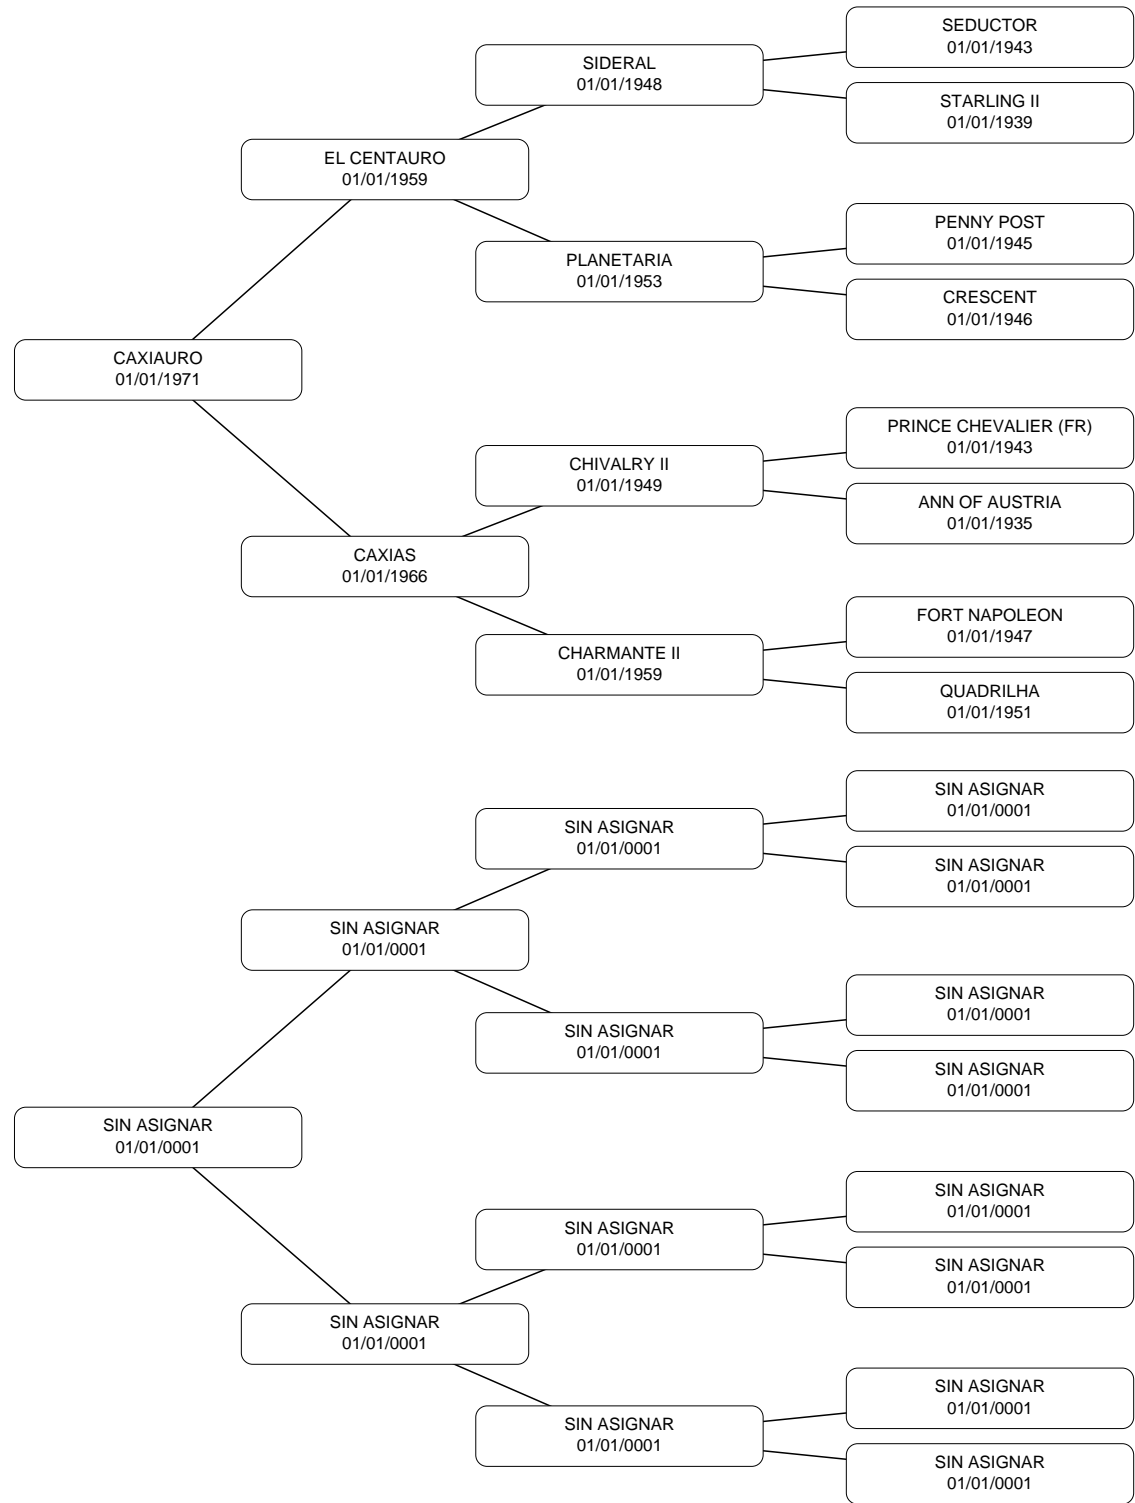 SEDUCTOR
01/01/1943
SIDERAL
01/01/1948
STARLING II
01/01/1939
EL CENTAURO
01/01/1959
PENNY POST
01/01/1945
PLANETARIA
01/01/1953
CRESCENT
01/01/1946
CAXIAURO
01/01/1971
PRINCE CHEVALIER (FR)
01/01/1943
CHIVALRY II
01/01/1949
ANN OF AUSTRIA
01/01/1935
CAXIAS
01/01/1966
FORT NAPOLEON
01/01/1947
CHARMANTE II
01/01/1959
QUADRILHA
01/01/1951
SIN ASIGNAR
01/01/0001
SIN ASIGNAR
01/01/0001
SIN ASIGNAR
01/01/0001
SIN ASIGNAR
01/01/0001
SIN ASIGNAR
01/01/0001
SIN ASIGNAR
01/01/0001
SIN ASIGNAR
01/01/0001
SIN ASIGNAR
01/01/0001
SIN ASIGNAR
01/01/0001
SIN ASIGNAR
01/01/0001
SIN ASIGNAR
01/01/0001
SIN ASIGNAR
01/01/0001
SIN ASIGNAR
01/01/0001
SIN ASIGNAR
01/01/0001
SIN ASIGNAR
01/01/0001